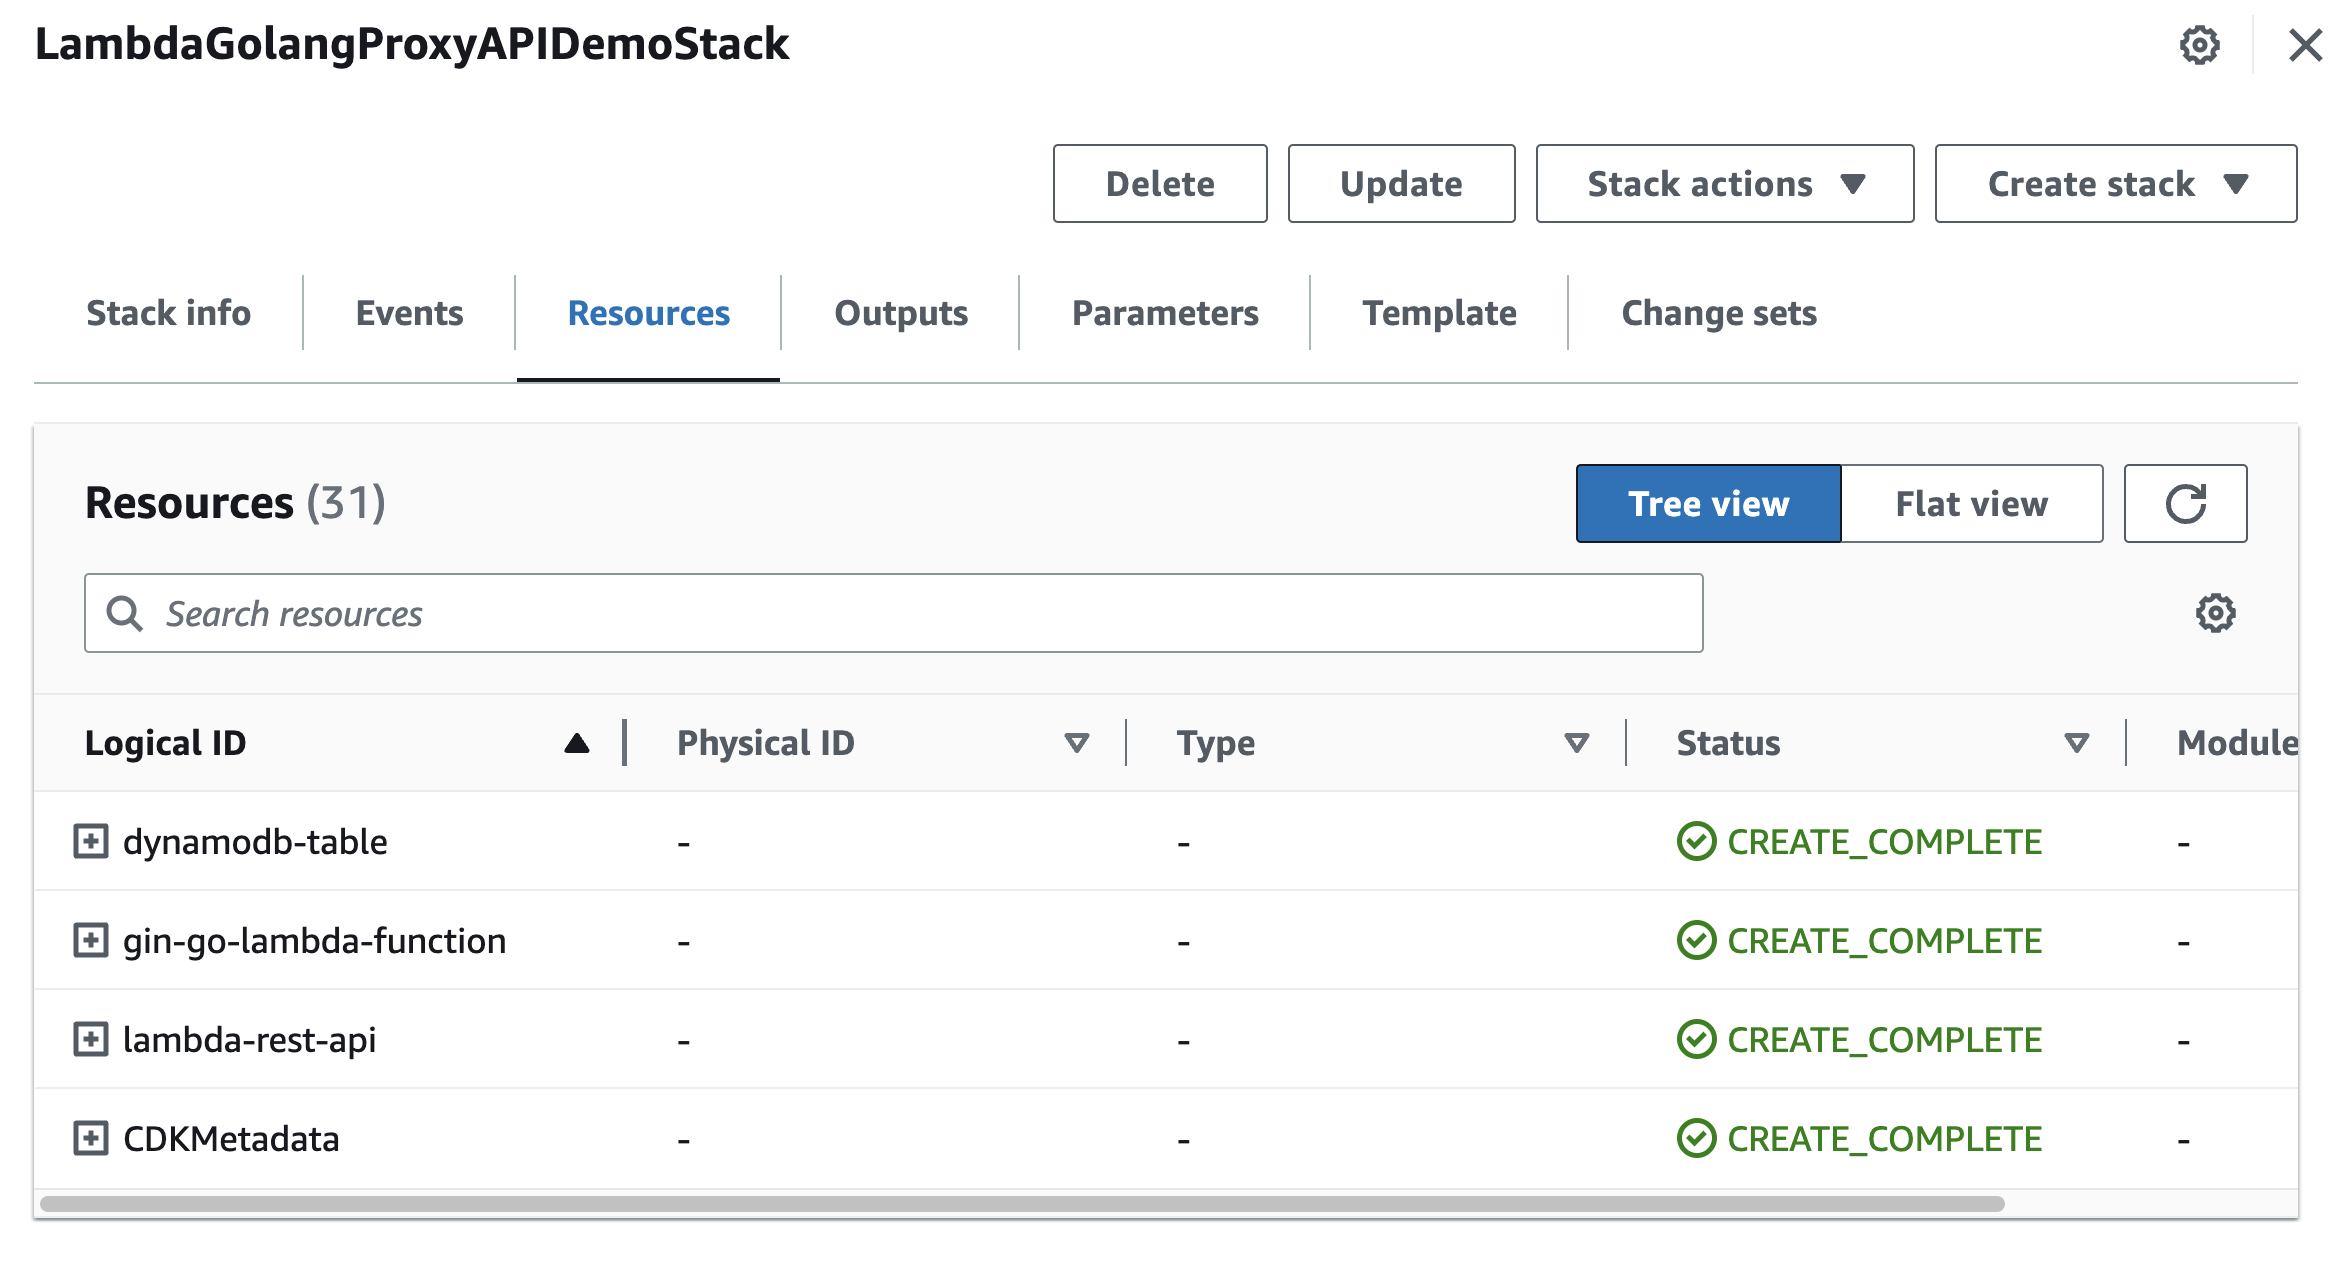 LambdaGolangProxyAPIDemoStack
Delete Update Stack actions Create stack
Stack info Events Resources Outputs Parameters Template Change sets
Resources (31) Tree view Flat view
Search resources
Logical ID Physical ID Type Status Module
dynamodb-table - - CREATE_COMPLETE -
gin-go-lambda-function - - CREATE_COMPLETE -
lambda-rest-api - - CREATE_COMPLETE -
CDKMetadata - - CREATE_COMPLETE -